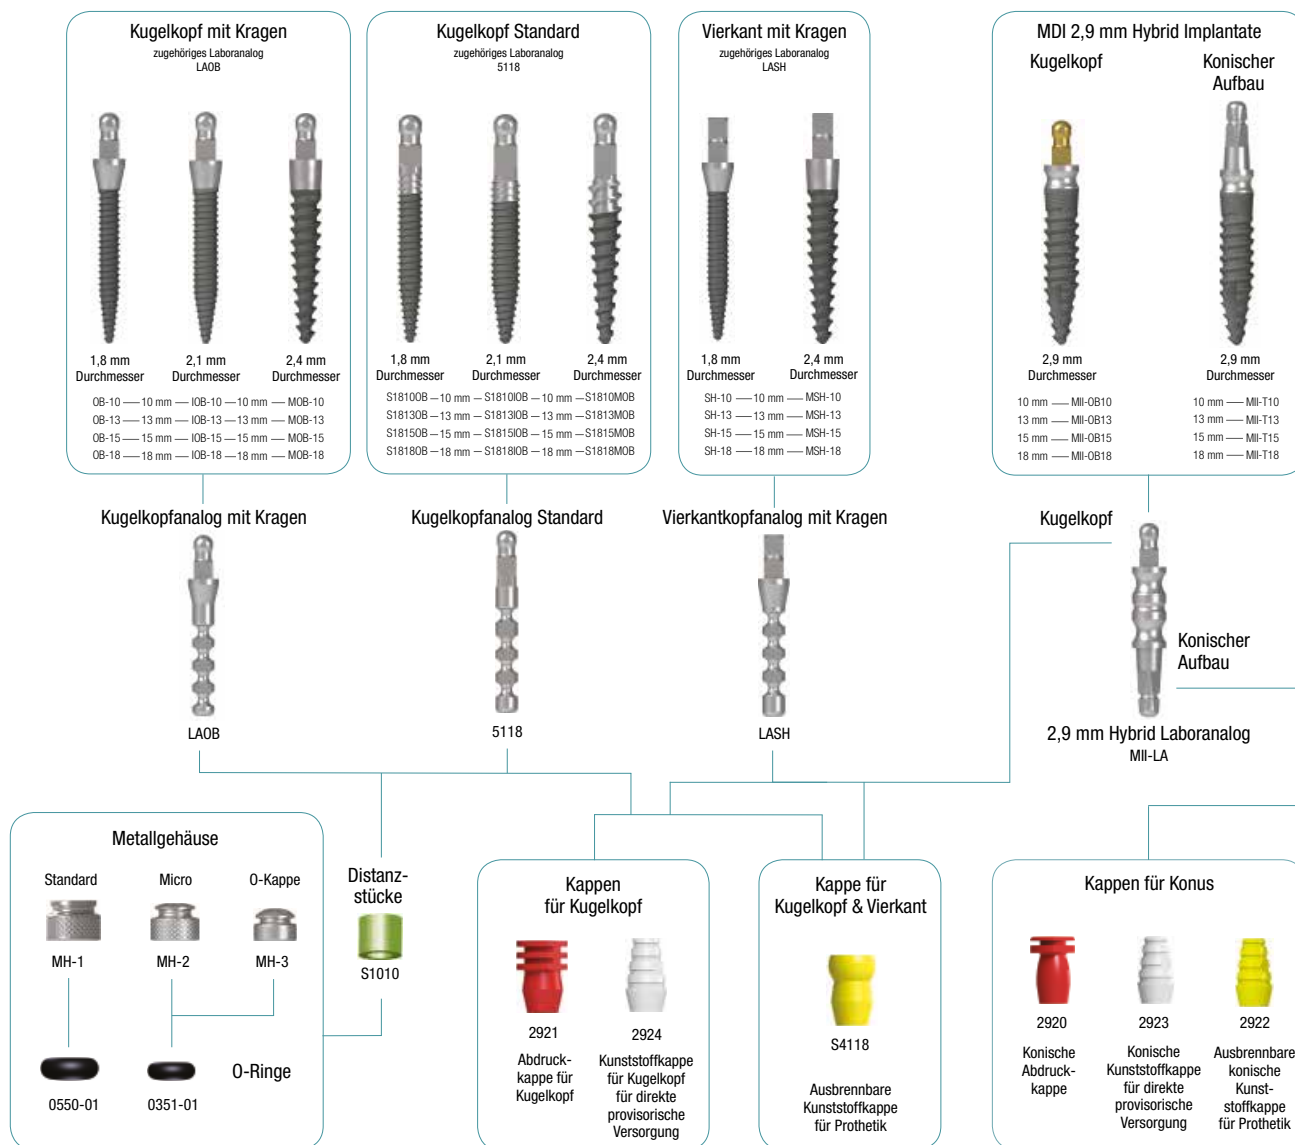 Kugelkopf mit Kragen
zugehöriges Laboranalog
LAOB
1,8 mm
Durchmesser
2,1 mm
Durchmesser
2,4 mm
Durchmesser
OB-10 — 10 mm — IOB-10 — 10 mm — MOB-10
OB-13 — 13 mm — IOB-13 — 13 mm — MOB-13
OB-15 — 15 mm — IOB-15 — 15 mm — MOB-15
OB-18 — 18 mm — IOB-18 — 18 mm — MOB-18
Kugelkopf Standard
zugehöriges Laboranalog
5118
1,8 mm
Durchmesser
2,1 mm
Durchmesser
2,4 mm
Durchmesser
S1810OB — 10 mm — S1810IOB — 10 mm — S1810MOB
S1813OB — 13 mm — S1813IOB — 13 mm — S1813MOB
S1815OB — 15 mm — S1815IOB — 15 mm — S1815MOB
S1818OB — 18 mm — S1818IOB — 18 mm — S1818MOB
Vierkant mit Kragen
zugehöriges Laboranalog
LASH
1,8 mm
Durchmesser
2,4 mm
Durchmesser
SH-10 — 10 mm — MSH-10
SH-13 — 13 mm — MSH-13
SH-15 — 15 mm — MSH-15
SH-18 — 18 mm — MSH-18
MDI 2,9 mm Hybrid Implantate
Kugelkopf
Konischer
Aufbau
2,9 mm
Durchmesser
2,9 mm
Durchmesser
10 mm — MII-OB10
13 mm — MII-OB13
15 mm — MII-OB15
18 mm — MII-OB18
10 mm — MII-T10
13 mm — MII-T13
15 mm — MII-T15
18 mm — MII-T18
Kugelkopfanalog mit Kragen
LAOB
Kugelkopfanalog Standard
5118
Vierkantkopfanalog mit Kragen
LASH
Kugelkopf
Konischer
Aufbau
2,9 mm Hybrid Laboranalog
MII-LA
Metallgehäuse
Standard
Micro
O-Kappe
MH-1
MH-2
MH-3
O-Ringe
0550-01
0351-01
Distanz-
stücke
S1010
Kappen
für Kugelkopf
2921
Abdruck-
kappe für
Kugelkopf
2924
Kunststoffkappe
für Kugelkopf
für direkte
provisorische
Versorgung
Kappe für
Kugelkopf & Vierkant
S4118
Ausbrennbare
Kunststoffkappe
für Prothetik
Kappen für Konus
2920
Konische
Abdruck-
kappe
2923
Konische
Kunststoffkappe
für direkte
provisorische
Versorgung
2922
Ausbrennbare
konische
Kunst-
stoffkappe
für Prothetik